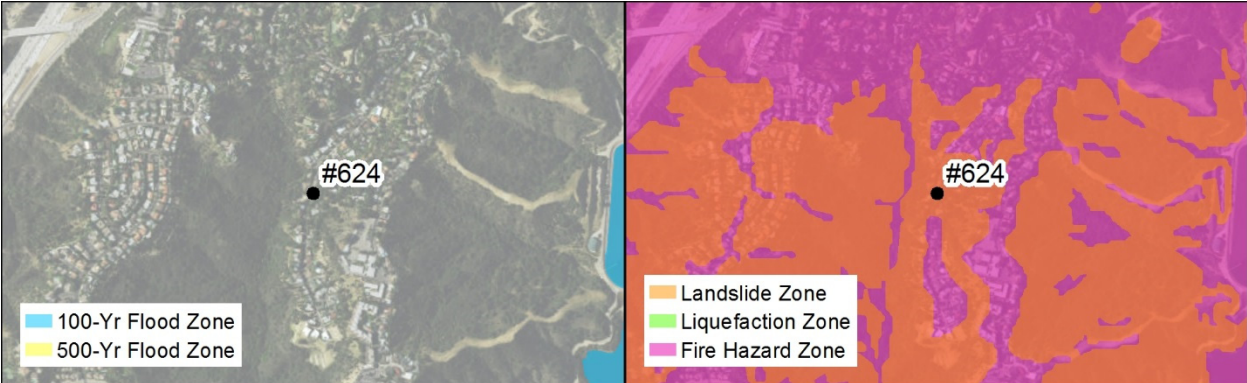 #624
100-Yr Flood Zone
500-Yr Flood Zone
#624
Landslide Zone
Liquefaction Zone
Fire Hazard Zone